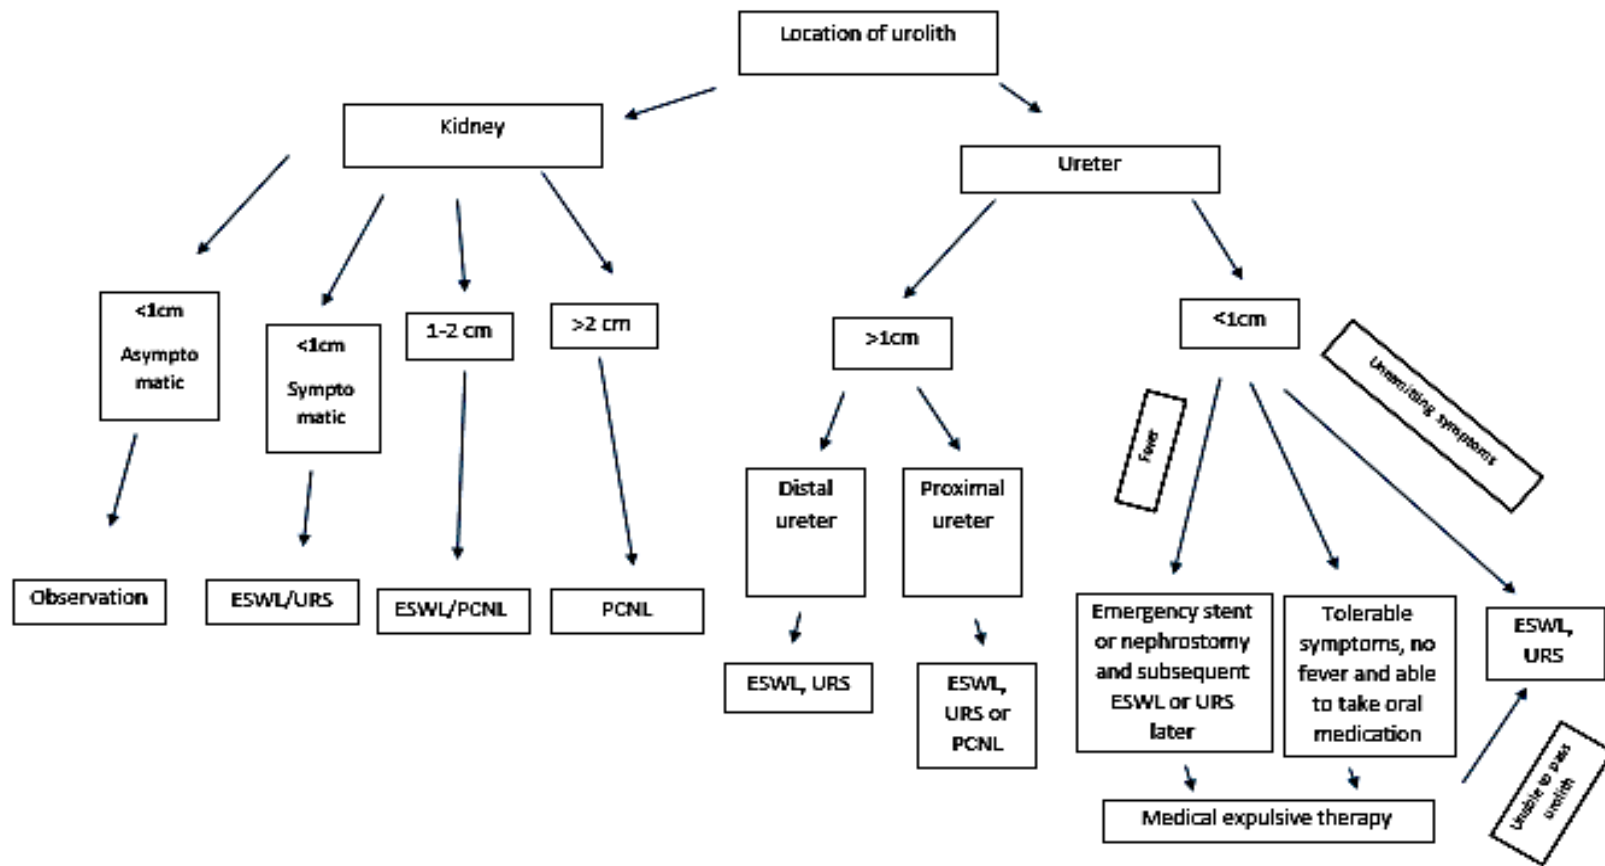 Location of urolith
Kidney
Ureter
<1cm
Asympto
matic
<1cm
Sympto
matic
1-2 cm
>2 cm
>1cm
<1cm
Fever
Unremitting symptoms
Distal
ureter
Proximal
ureter
Observation
ESWL/URS
ESWL/PCNL
PCNL
ESWL, URS
ESWL,
URS or
PCNL
Emergency stent
or nephrostomy
and subsequent
ESWL or URS
later
Tolerable
symptoms, no
fever and able
to take oral
medication
ESWL,
URS
Medical expulsive therapy
Unable to pass
urolith